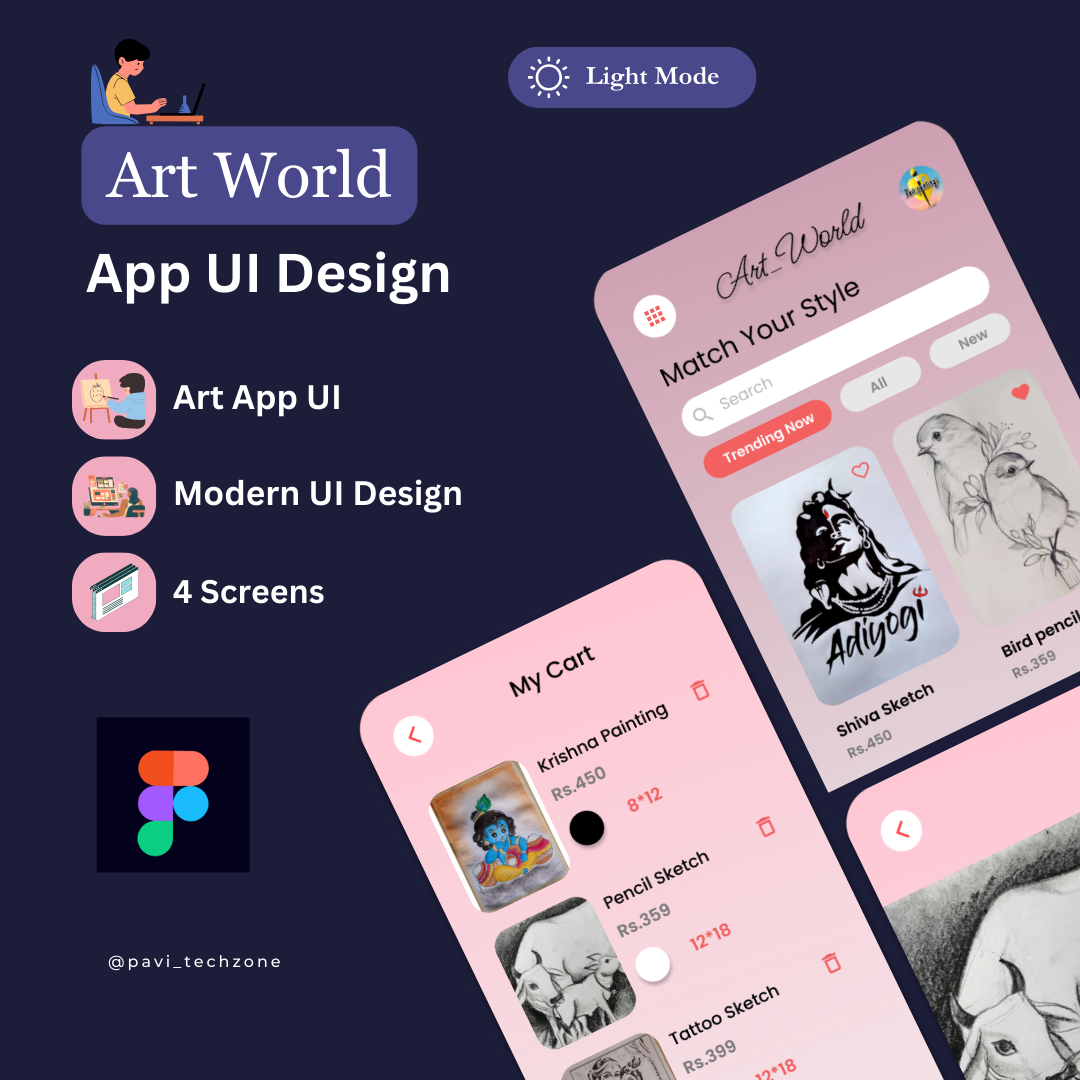 Light Mode
Art World
App UI Design
Art App UI
Modern UI Design
4 Screens
@pavi_techzone
Art_World
Match Your Style
Search
Trending Now
All
New
Adiyogi
Shiva Sketch
Rs.450
Bird pencil
Rs.359
My Cart
Krishna Painting
Rs.450
8*12
Pencil Sketch
Rs.359
12*18
Tattoo Sketch
Rs.399
12*18